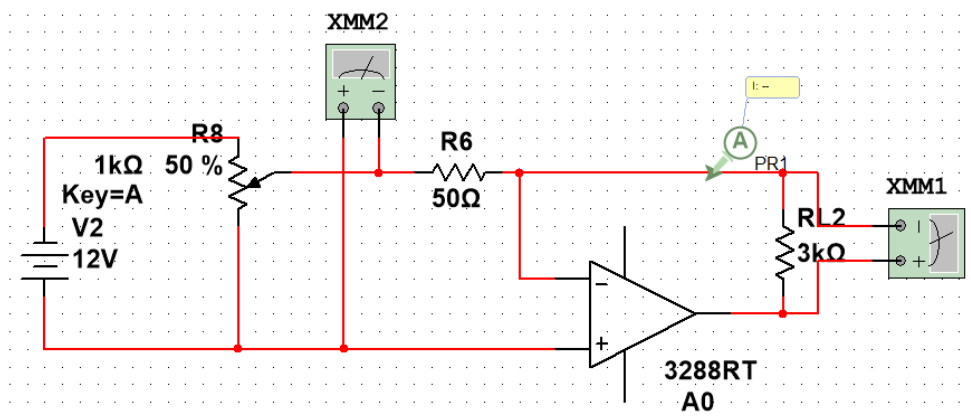 XMM2
+ −
I: --
A
R8
R6
1kΩ 50 %
PR1
Key=A
50Ω
XMM1
V2
RL2
12V
3kΩ
−
+
−
+
3288RT
A0